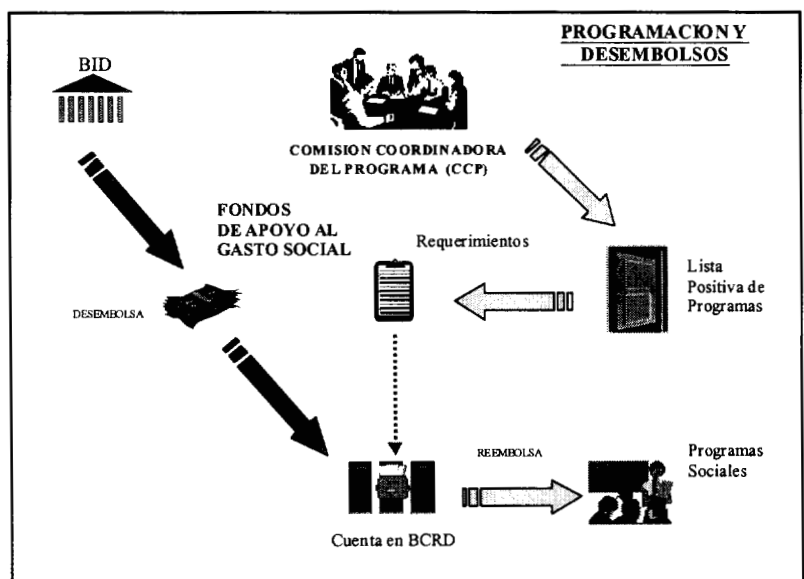 PROGRAMACION Y
DESEMBOLSOS
BID
COMISION COORDINADORA
DEL PROGRAMA (CCP)
FONDOS
DE APOYO AL
GASTO SOCIAL
Requerimientos
Lista
Positiva de
Programas
DESEMBOLSA
REEMBOLSA
Programas
Sociales
Cuenta en BCRD